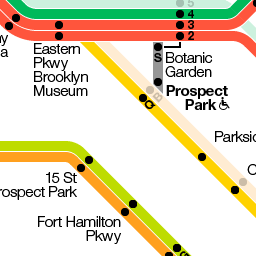 5
4
3
2
S
Eastern
Pkwy
Brooklyn
Museum
Botanic
Garden
Prospect
Park
Q
B
Parksi
15 St
rospect Park
Fort Hamilton
Pkwy
G